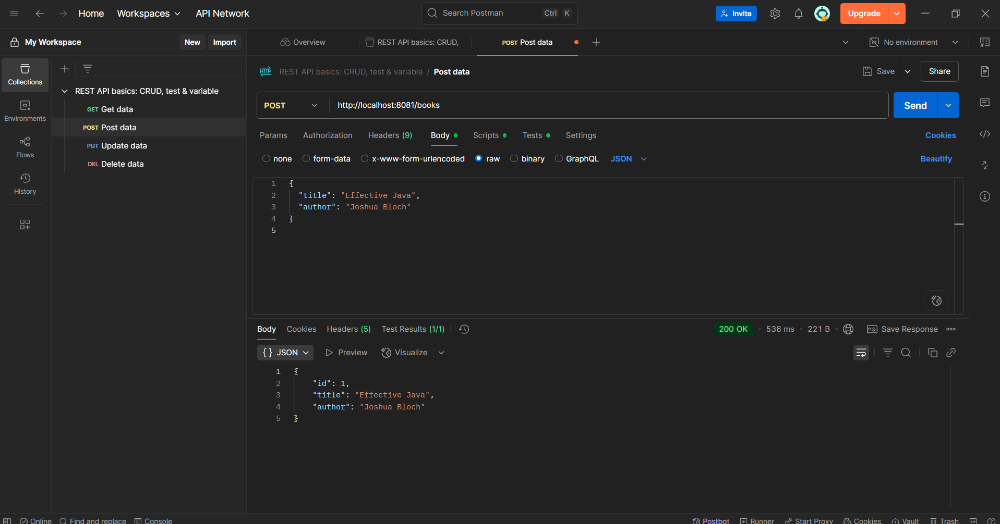 Home Workspaces API Network Search Postman Ctrl K Invite Upgrade
My Workspace New Import Overview REST API basics: CRUD, POST Post data No environment
Collections
Environments
Flows
History
REST API basics: CRUD, test & variable
GET Get data
POST Post data
PUT Update data
DEL Delete data
HTTP REST API basics: CRUD, test & variable / Post data Save Share
POST http://localhost:8081/books Send
Params Authorization Headers (9) Body Scripts Tests Settings Cookies
none form-data x-www-form-urlencoded raw binary GraphQL JSON Beautify
1 {
2 "title": "Effective Java",
3 "author": "Joshua Bloch"
4 }
5
Body Cookies Headers (5) Test Results (1/1) 200 OK • 536 ms • 221 B • e.g. Save Response
{} JSON Preview Visualize
1 {
2 "id": 1,
3 "title": "Effective Java",
4 "author": "Joshua Bloch"
5 }
Online Find and replace Console Postbot Runner Start Proxy Cookies Vault Trash